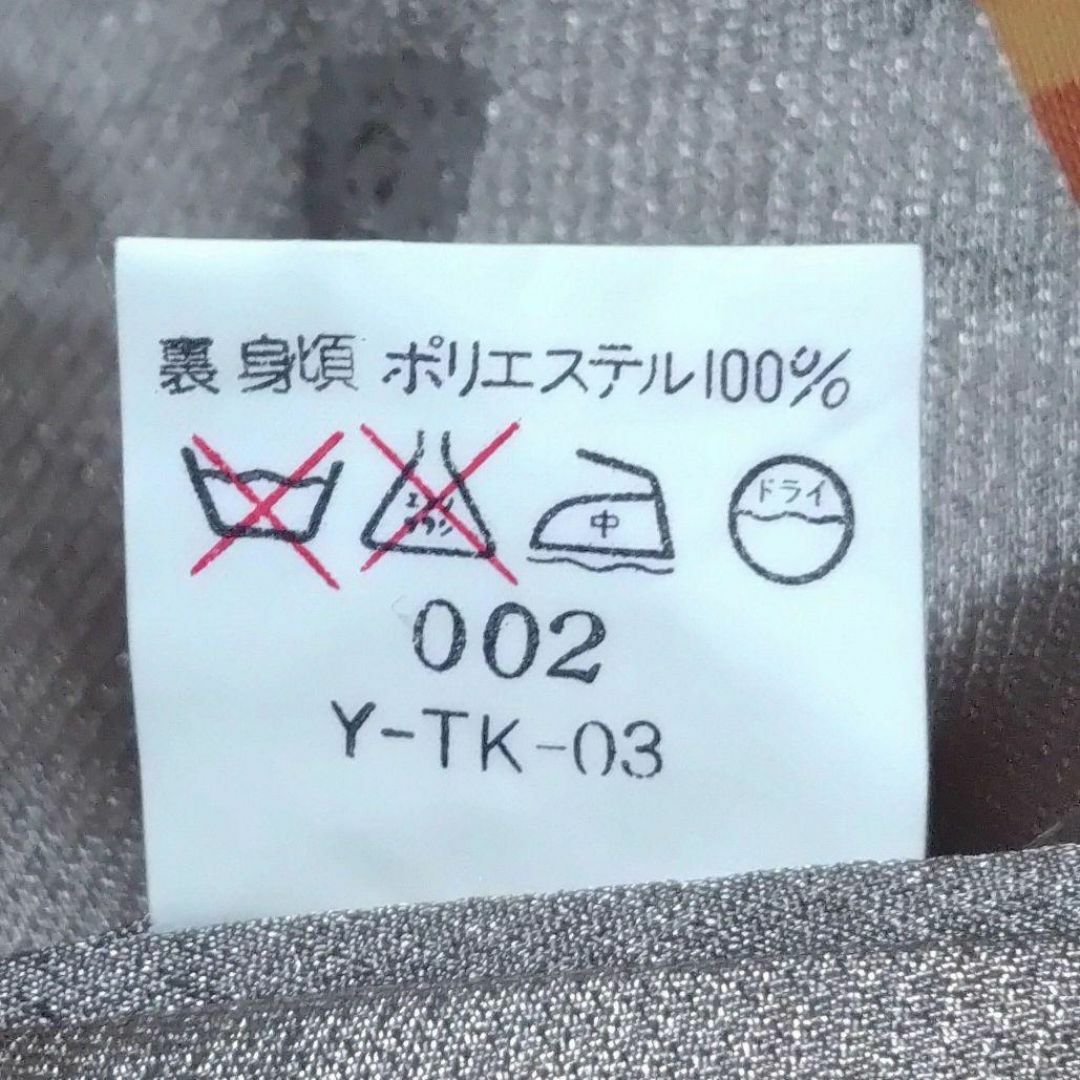 裏 身頃 ポリエステル100%
エンソ サラシ 中 ドライ
002
Y-TK-03